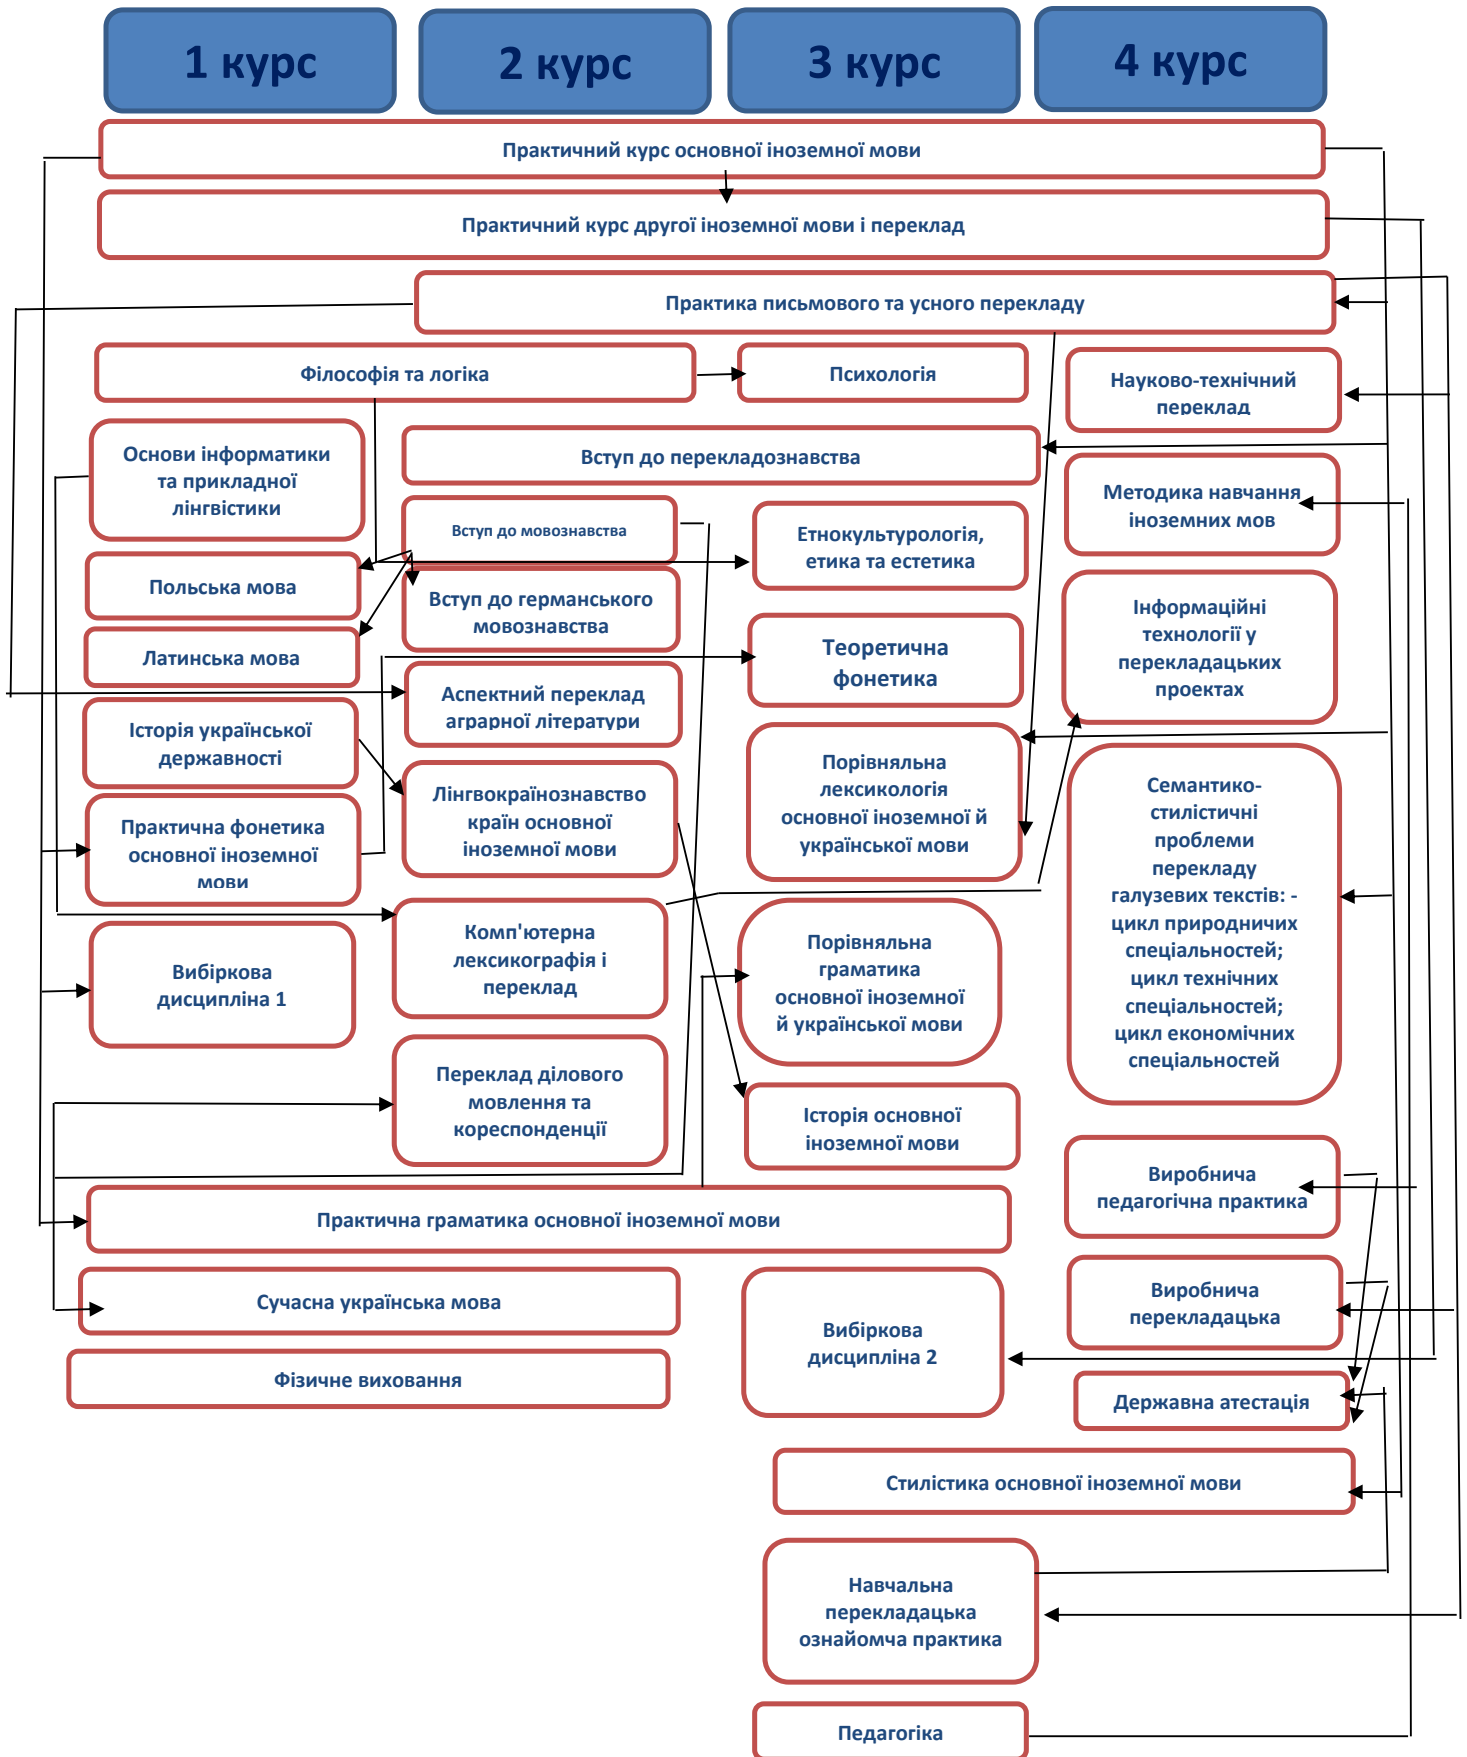 1 курс
2 курс
3 курс
4 курс
Практичний курс основної іноземної мови
Практичний курс другої іноземної мови і переклад
Практика письмового та усного перекладу
Філософія та логіка
Психологія
Науково-технічний
переклад
Основи інформатики
та прикладної
лінгвістики
Вступ до перекладознавства
Методика навчання
іноземних мов
Вступ до мовознавства
Етнокультурологія,
етика та естетика
Польська мова
Вступ до германського
мовознавства
Інформаційні
технології у
перекладацьких
проектах
Латинська мова
Теоретична
фонетика
Аспектний переклад
аграрної літератури
Історія української
державності
Порівняльна
лексикологія
основної іноземної й
української мови
Семантико-
стилістичні
проблеми
перекладу
галузевих текстів: -
цикл природничих
спеціальностей;
цикл технічних
спеціальностей;
цикл економічних
спеціальностей
Лінгвокраїнознавство
країн основної
іноземної мови
Практична фонетика
основної іноземної
мови
Комп'ютерна
лексикографія і
переклад
Порівняльна
граматика
основної іноземної
й української мови
Вибіркова
дисципліна 1
Переклад ділового
мовлення та
кореспонденції
Історія основної
іноземної мови
Виробнича
педагогічна практика
Практична граматика основної іноземної мови
Сучасна українська мова
Вибіркова
дисципліна 2
Виробнича
перекладацька
Фізичне виховання
Державна атестація
Стилістика основної іноземної мови
Навчальна
перекладацька
ознайомча практика
Педагогіка